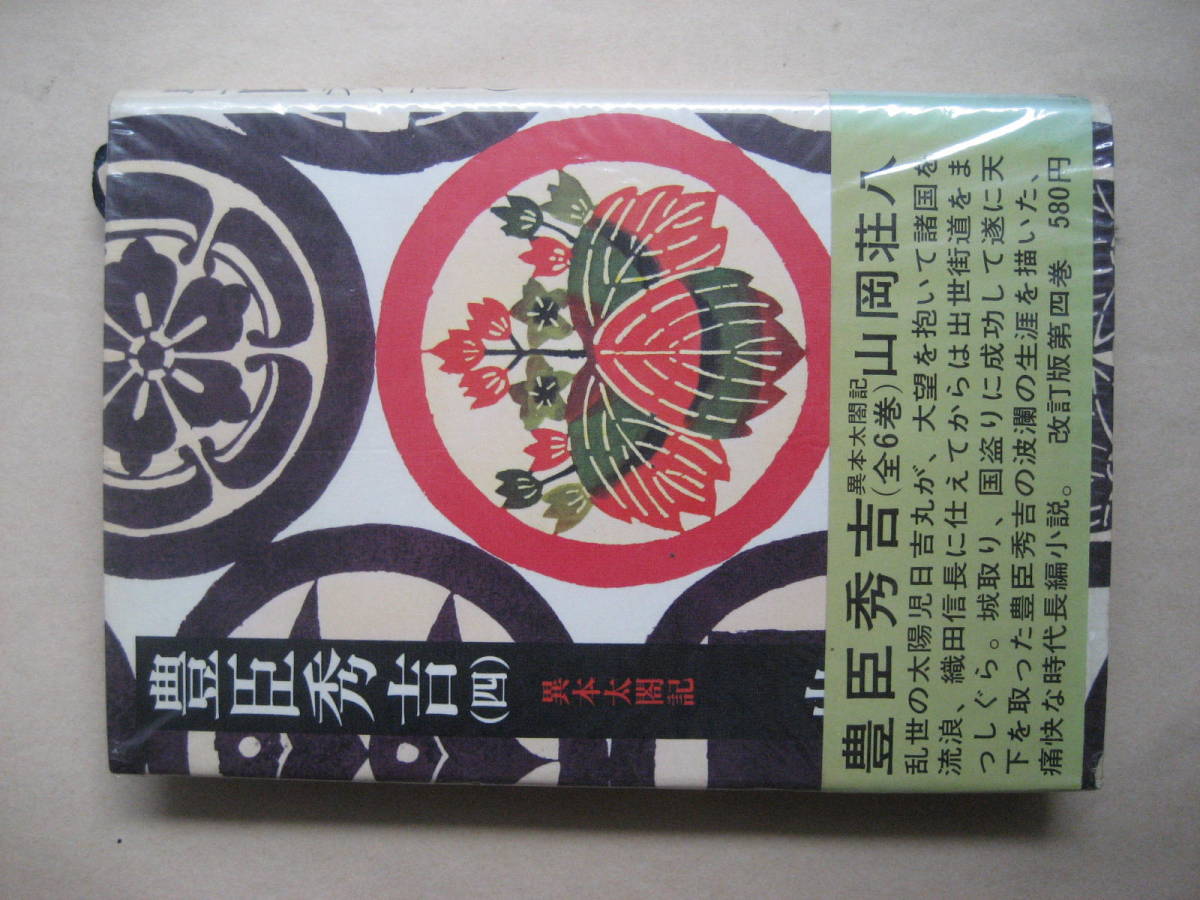 豊臣秀吉(四)
異本太閤記
豊臣秀吉 異本太閤記(全6巻) 山岡荘八
乱世の太陽児日吉丸が、大望を抱いて諸国を
流浪、織田信長に仕えてからは出世街道をま
っしぐら。城取り、国盗りに成功して遂に天
下を取った豊臣秀吉の波瀾の生涯を描いた、
痛快な時代長編小説。 改訂版第四巻 580円